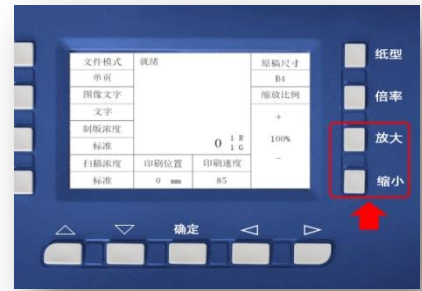 文件模式 就绪 原稿尺寸
单页 B4
图像文字 缩放比例
文字 +
制版浓度 1 R
标准 0 1 G 100%
扫描浓度 印刷位置 印刷速度 －
标准 0 mm 85
纸型
倍率
放大
缩小
确定